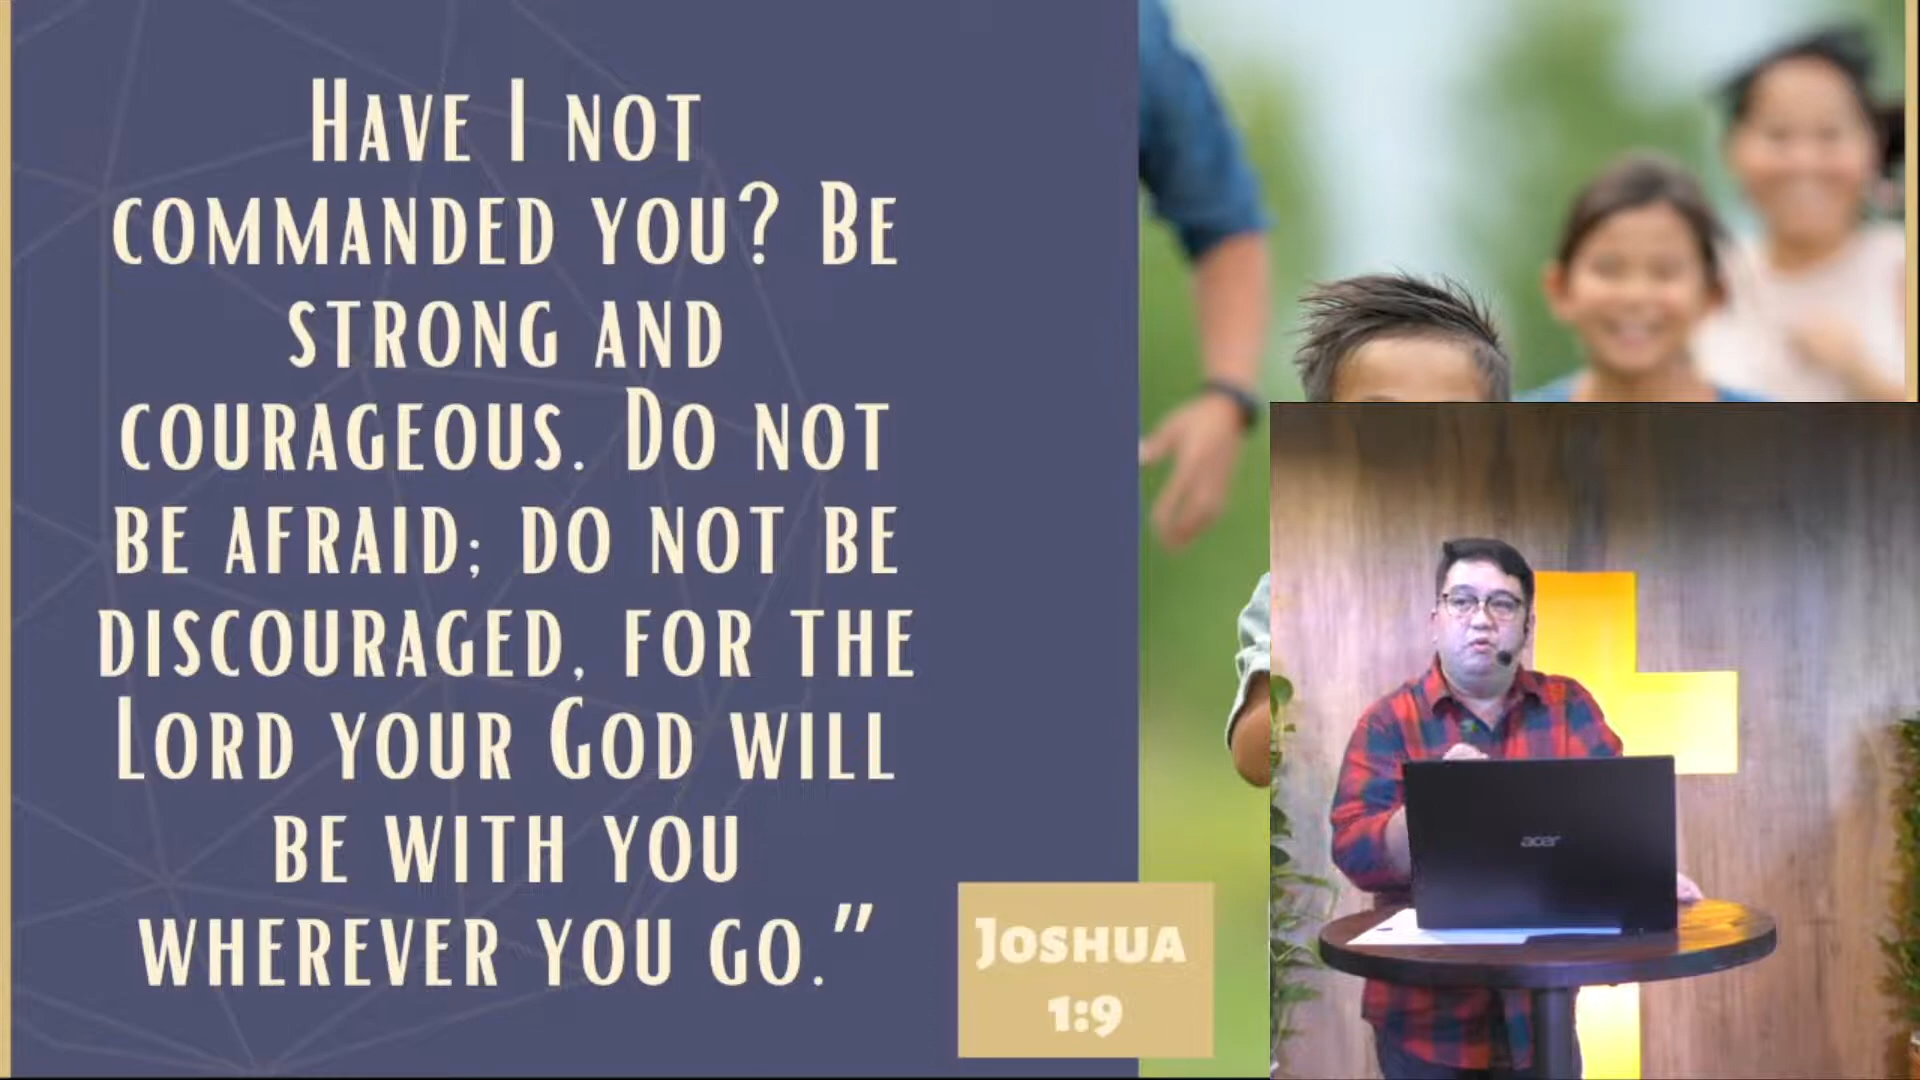 Have I not
commanded you? Be
strong and
courageous. Do not
be afraid; do not be
discouraged, for the
Lord your God will
be with you
wherever you go.”
Joshua
1:9
acer